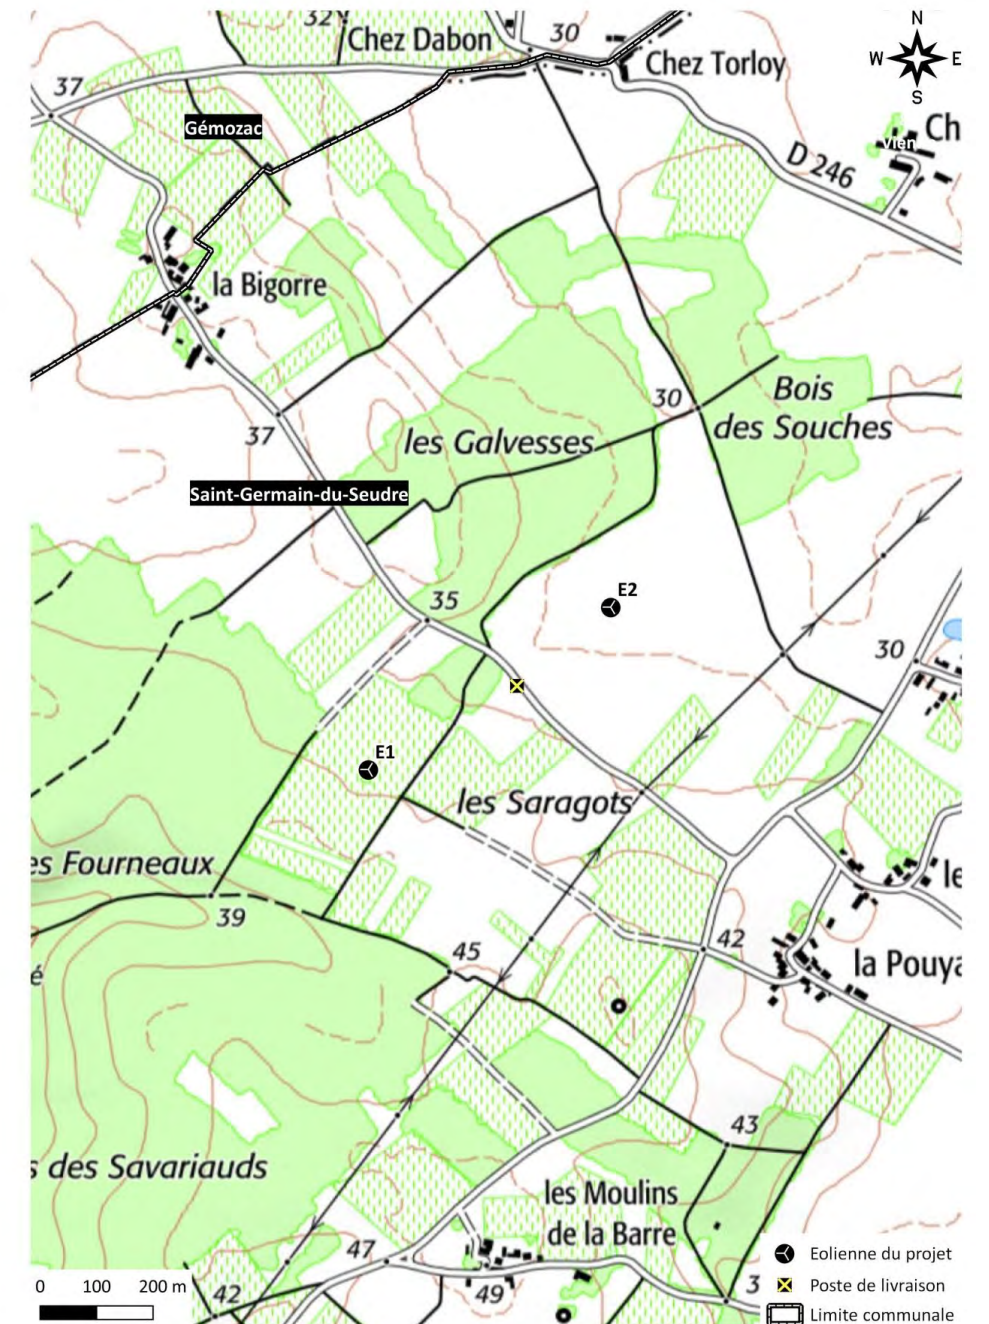 32
Chez Dabon
30
Chez Torloy
N
W E
S
37
Gémozac
D 246
Ch
Vien
la Bigorre
37
les Galvesses
30
Bois
des Souches
Saint-Germain-du-Seudre
35
E2
30
E1
les Saragots
es Fourneaux
39
45
42
le
la Pouya
é
43
s des Savariauds
les Moulins
de la Barre
47
49
42
3
0 100 200 m
Eolienne du projet
Poste de livraison
Limite communale